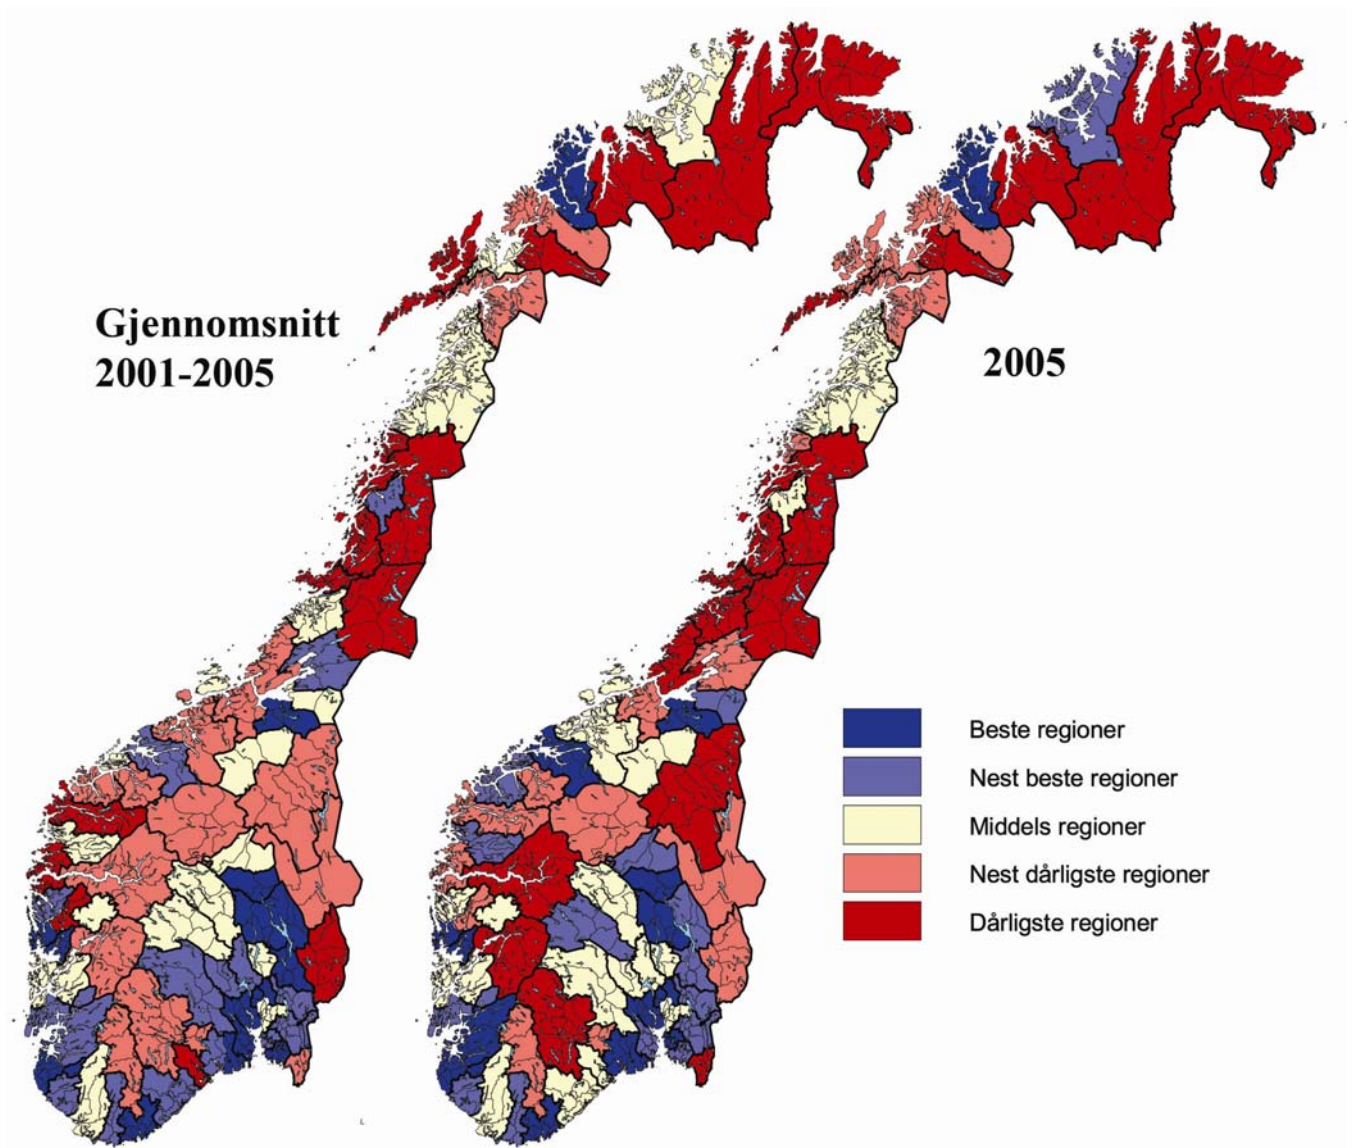 Gjennomsnitt
2001-2005
2005
Beste regioner
Nest beste regioner
Middels regioner
Nest dårligste regioner
Dårligste regioner